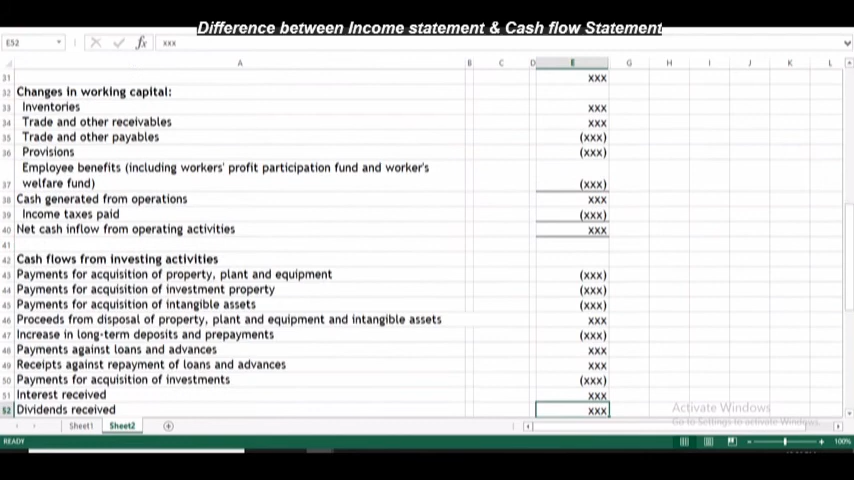 Difference between Income statement & Cash flow Statement
E52 fx xxx
A B C D E G H I J K L
31 xxx
32 Changes in working capital:
33 Inventories xxx
34 Trade and other receivables xxx
35 Trade and other payables (xxx)
36 Provisions (xxx)
Employee benefits (including workers' profit participation fund and worker's
37 welfare fund) (xxx)
38 Cash generated from operations xxx
39 Income taxes paid (xxx)
40 Net cash inflow from operating activities xxx
41
42 Cash flows from investing activities
43 Payments for acquisition of property, plant and equipment (xxx)
44 Payments for acquisition of investment property (xxx)
45 Payments for acquisition of intangible assets (xxx)
46 Proceeds from disposal of property, plant and equipment and intangible assets xxx
47 Increase in long-term deposits and prepayments (xxx)
48 Payments against loans and advances xxx
49 Receipts against repayment of loans and advances xxx
50 Payments for acquisition of investments (xxx)
51 Interest received xxx
52 Dividends received xxx
Activate Windows
Go to Settings to activate Windows.
Sheet1 Sheet2
READY 100%